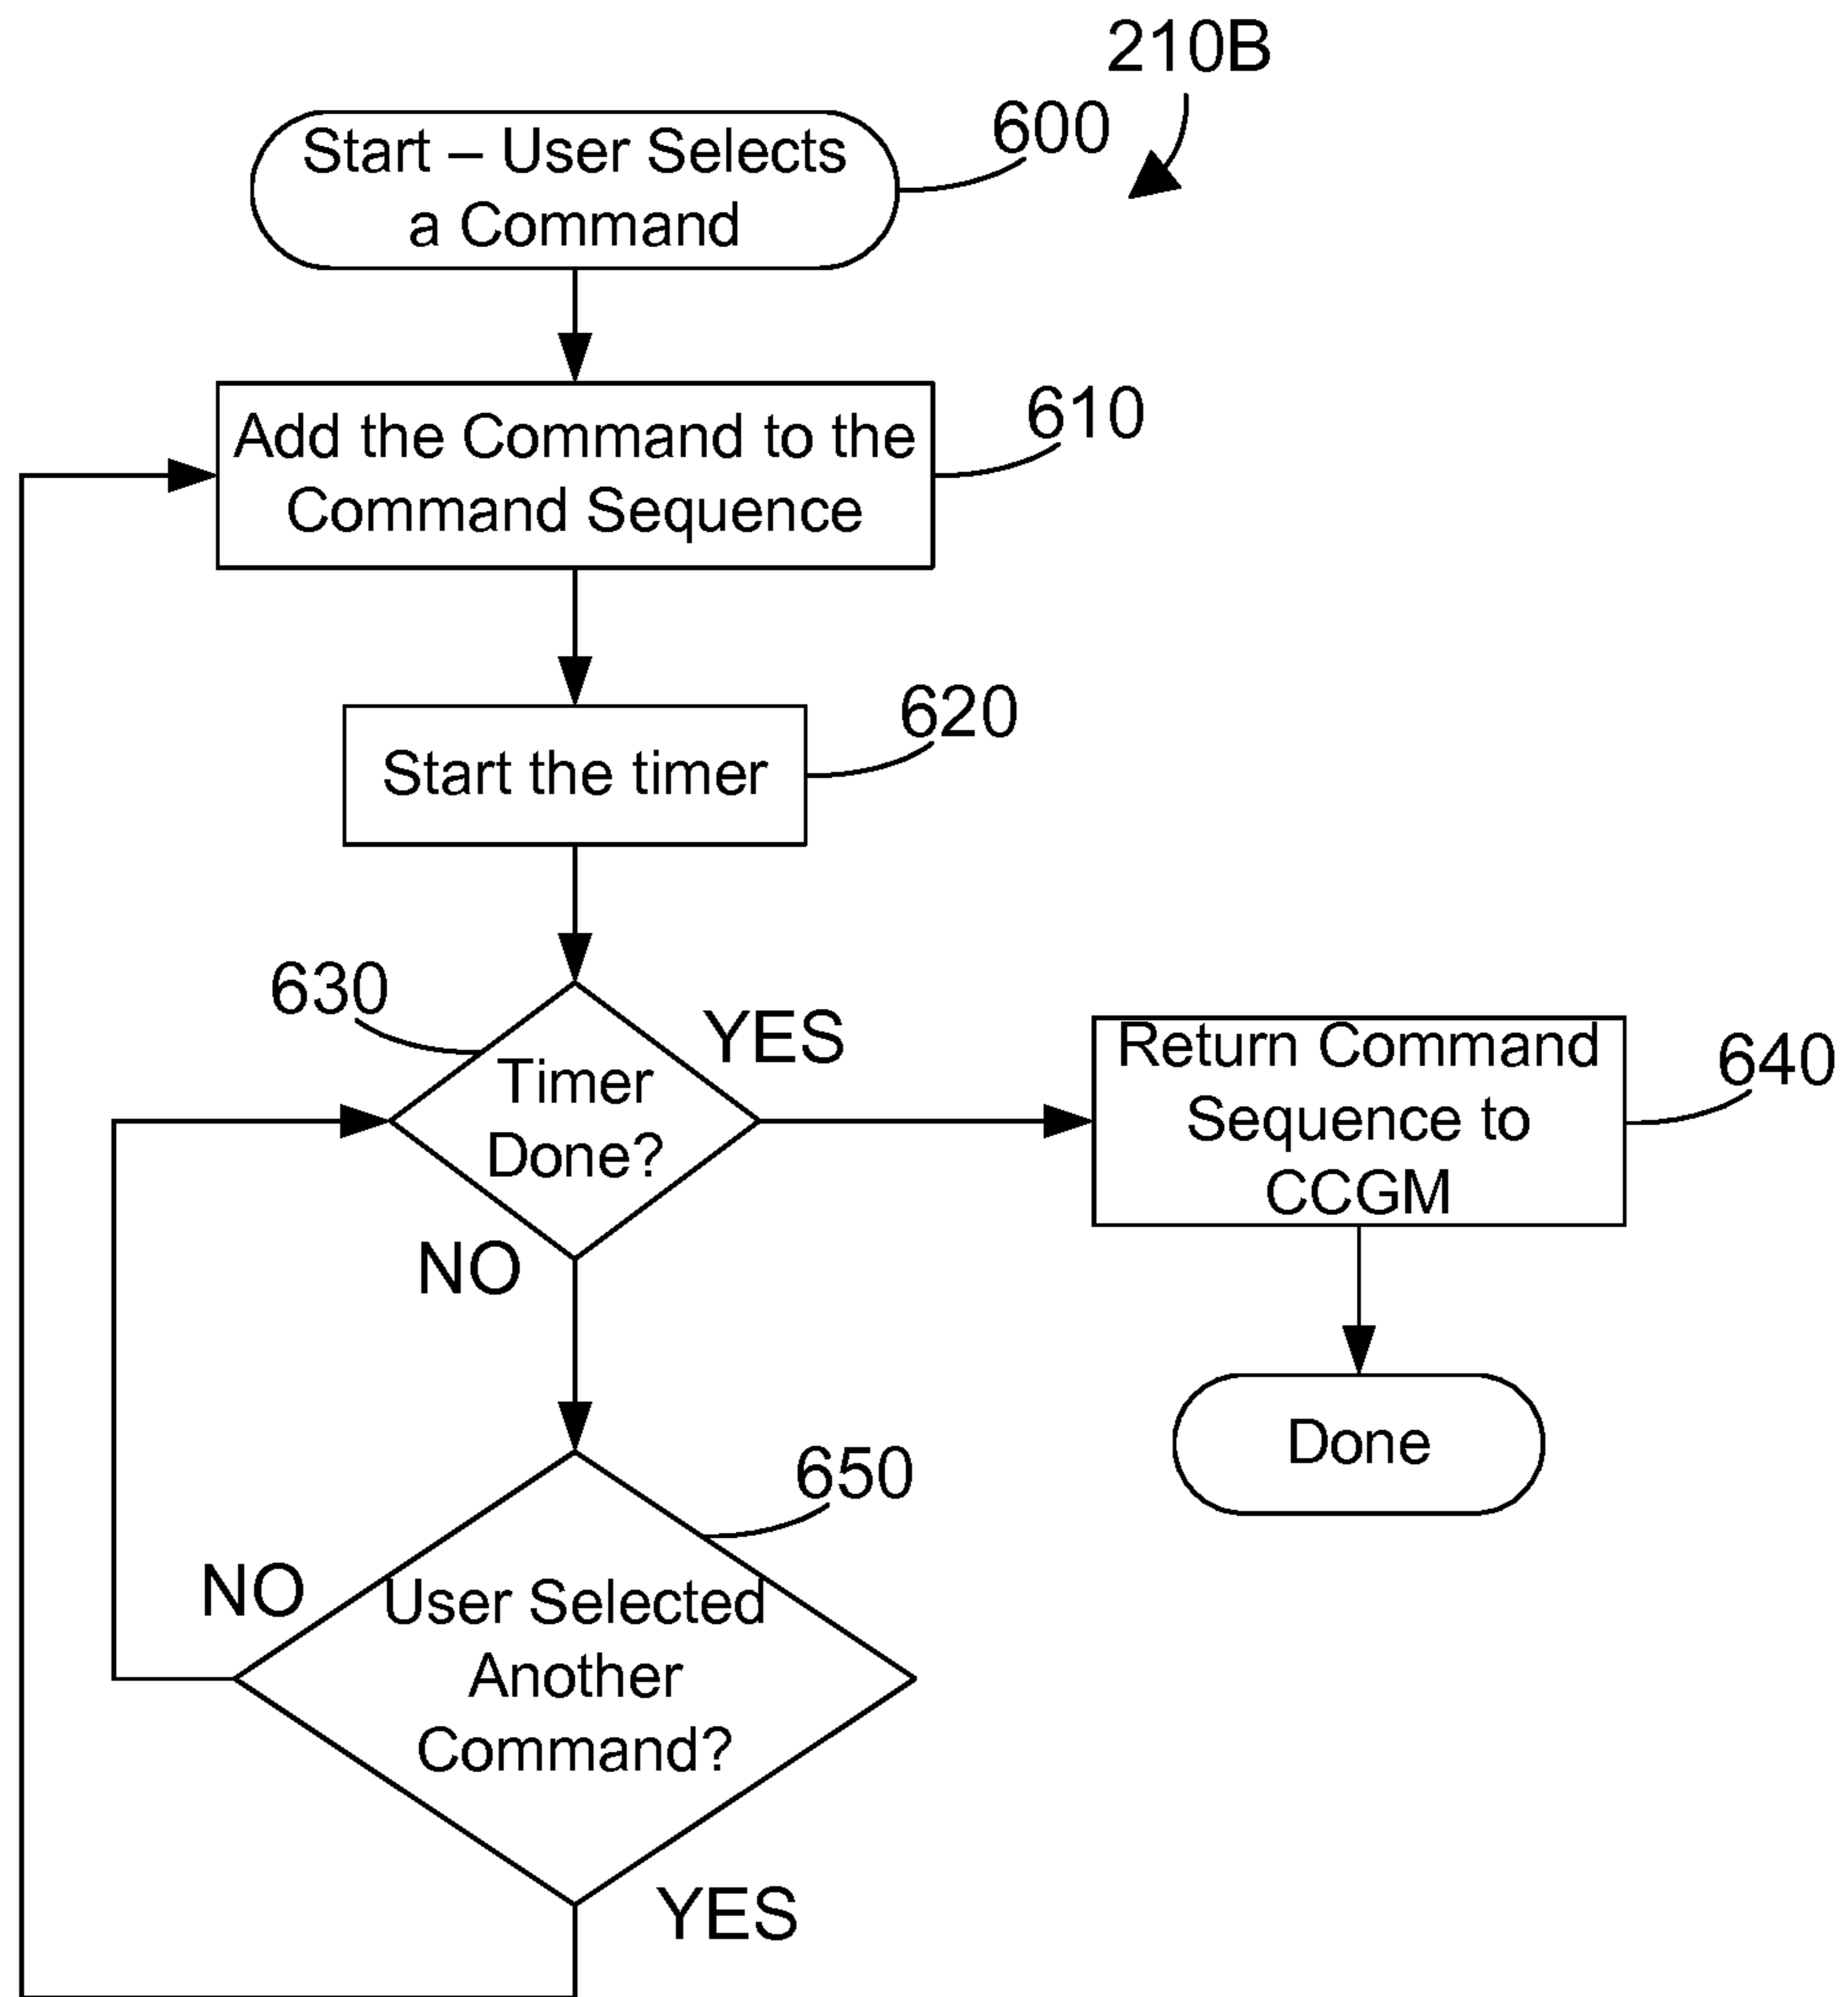 210B
600
Start – User Selects
a Command
610
Add the Command to the
Command Sequence
620
Start the timer
630
YES
Timer
Done?
NO
Return Command
Sequence to
CCGM
640
Done
650
NO
User Selected
Another
Command?
YES